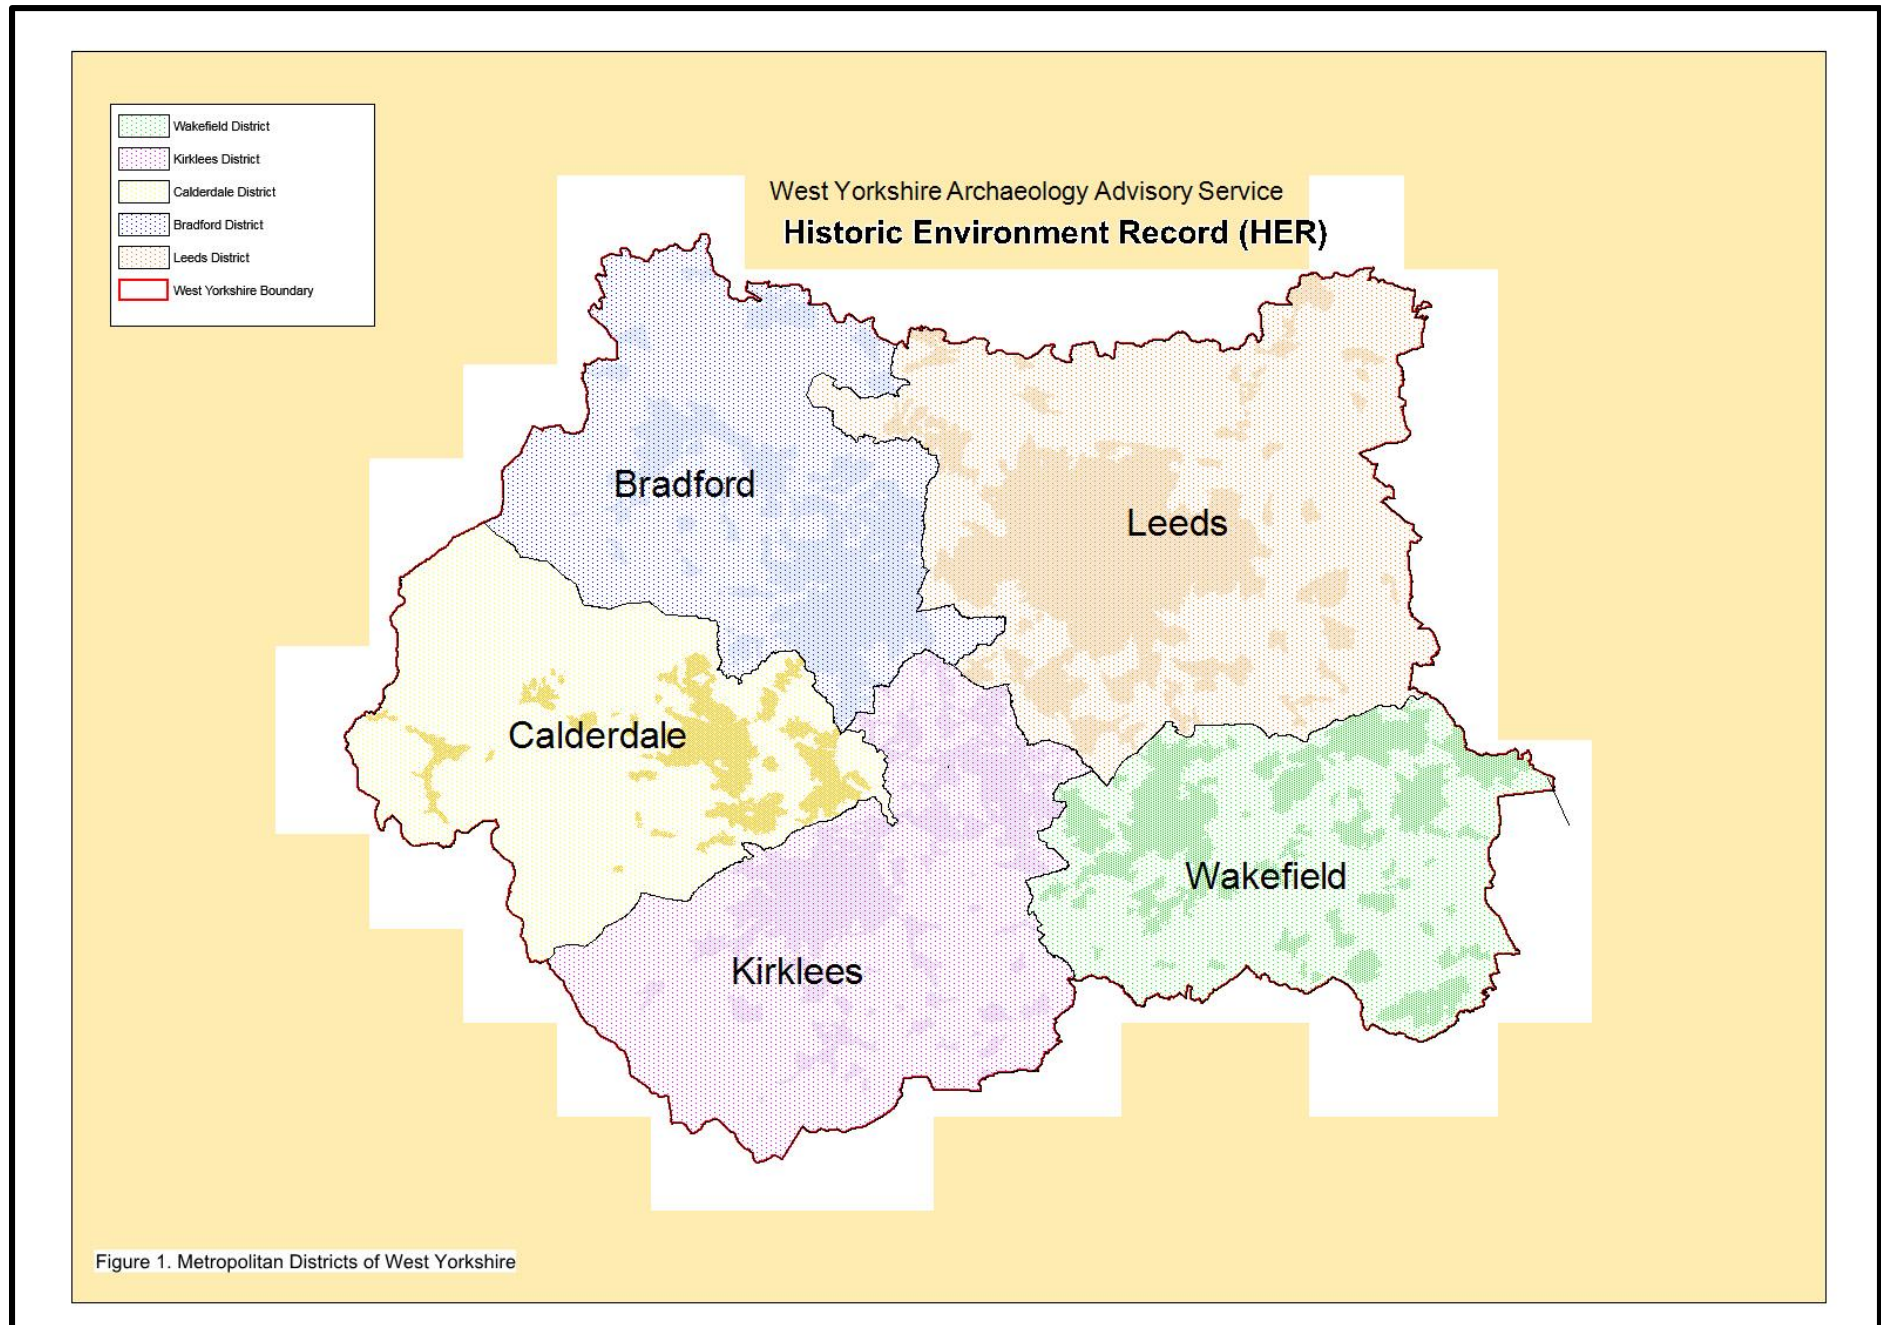 Wakefield District
Kirklees District
Calderdale District
Bradford District
Leeds District
West Yorkshire Boundary
West Yorkshire Archaeology Advisory Service
Historic Environment Record (HER)
Bradford
Leeds
Calderdale
Wakefield
Kirklees
Figure 1. Metropolitan Districts of West Yorkshire